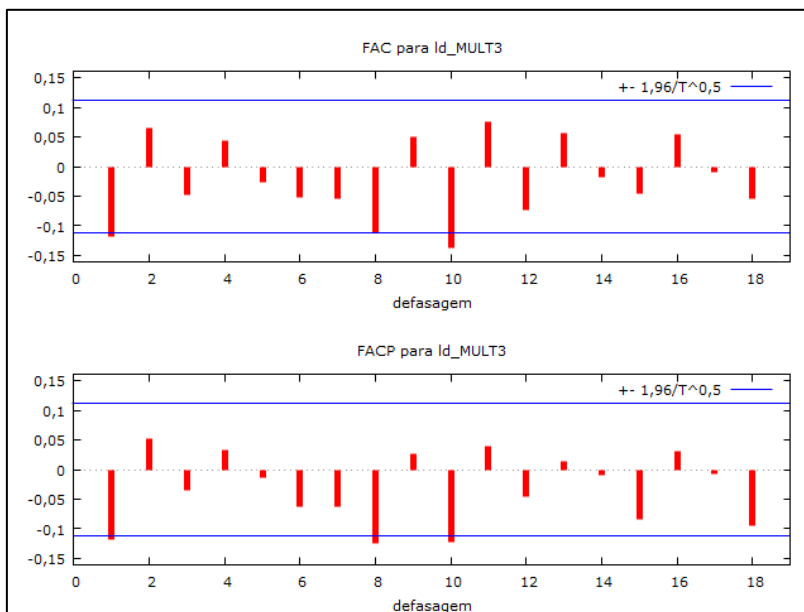 FAC para ld_MULT3
+- 1,96/T^0,5
0,15
0,1
0,05
0
-0,05
-0,1
-0,15
0 2 4 6 8 10 12 14 16 18
defasagem
FACP para ld_MULT3
+- 1,96/T^0,5
0,15
0,1
0,05
0
-0,05
-0,1
-0,15
0 2 4 6 8 10 12 14 16 18
defasagem